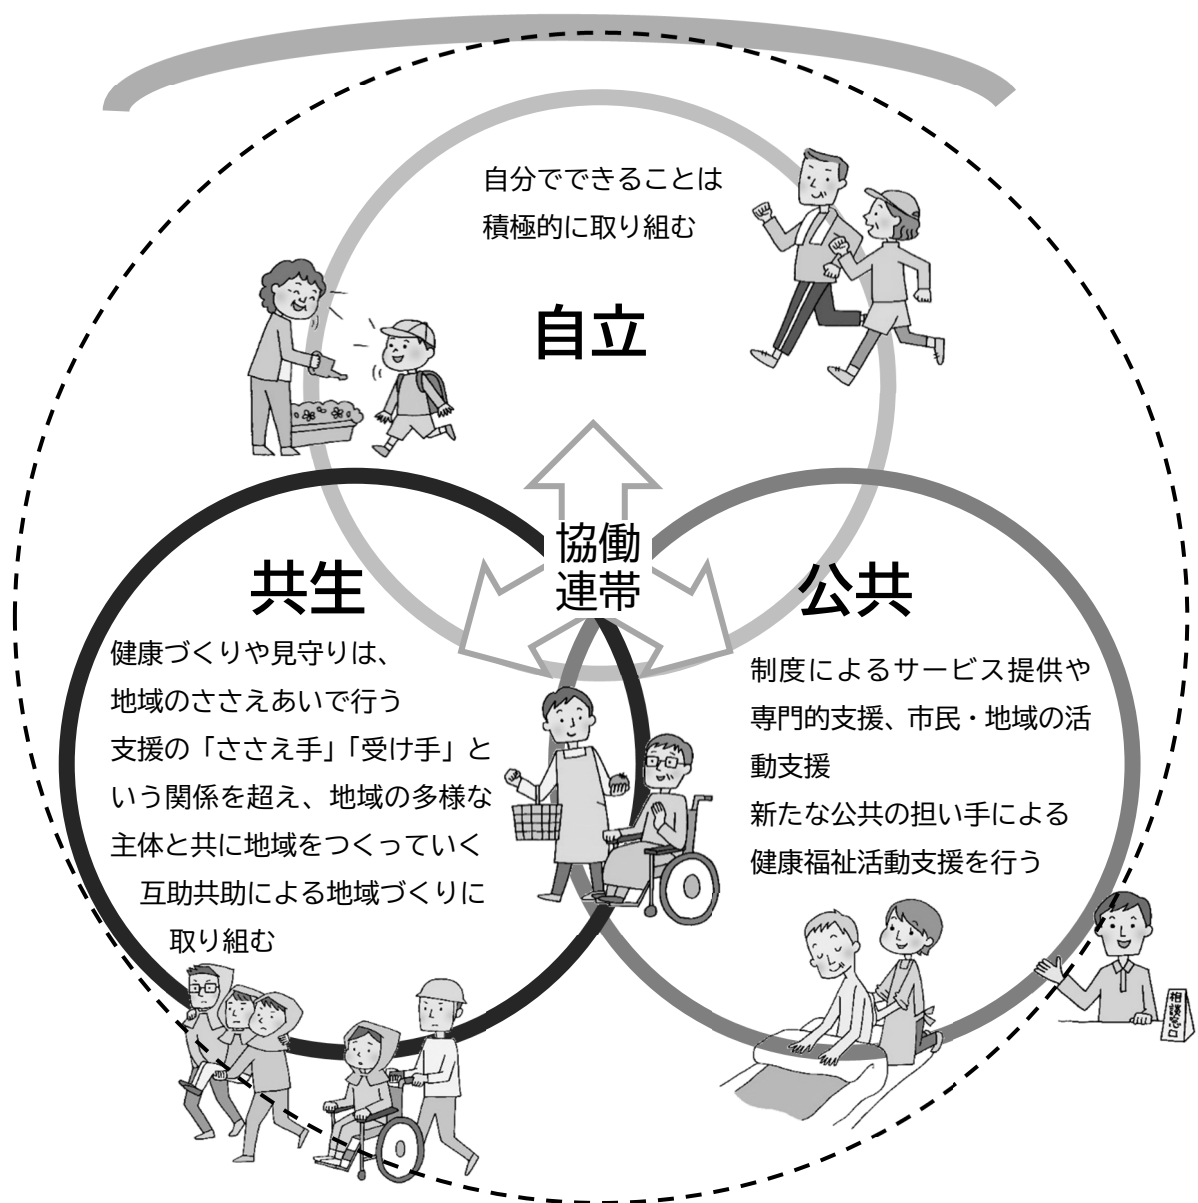 自分でできることは
積極的に取り組む
自立
協働
連帯
共生
健康づくりや見守りは、
地域のささえあいで行う
支援の「ささえ手」「受け手」と
いう関係を超え、地域の多様な
主体と共に地域をつくっていく
互助共助による地域づくりに
取り組む
公共
制度によるサービス提供や
専門的支援、市民・地域の活
動支援
新たな公共の担い手による
健康福祉活動支援を行う
相談窓口